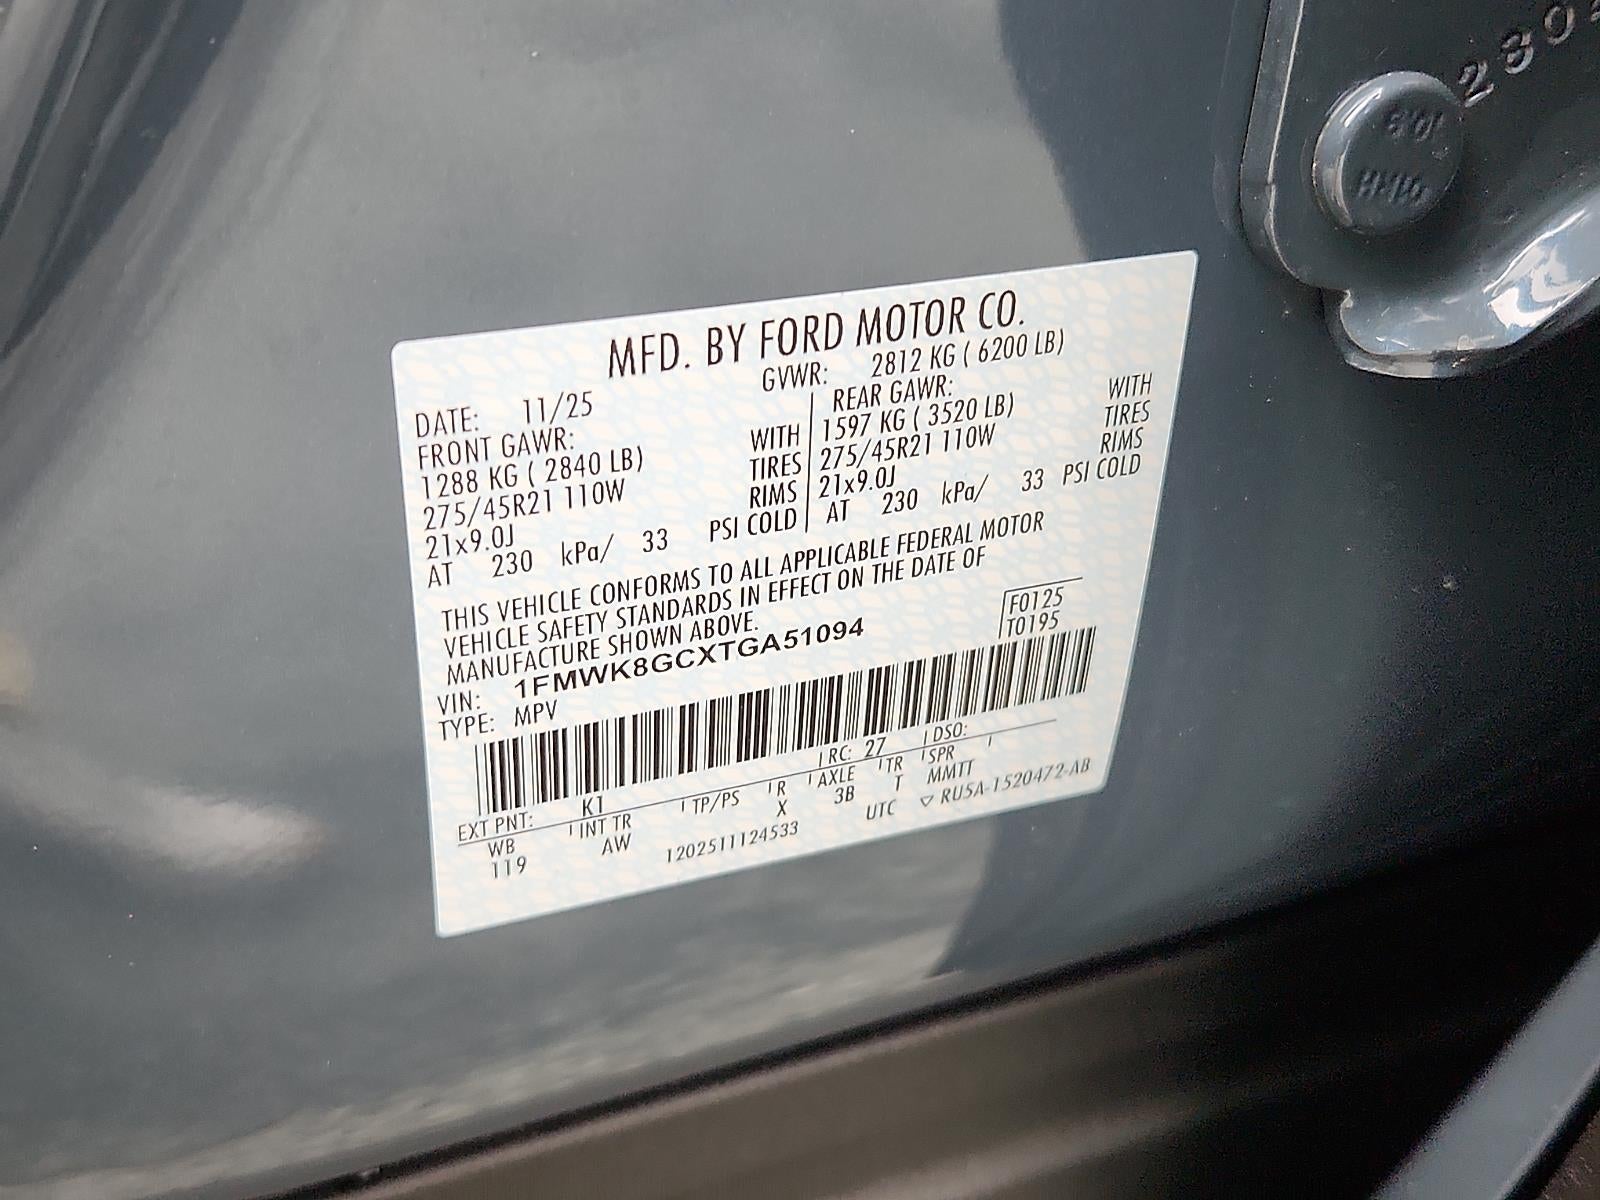 MFD. BY FORD MOTOR CO.
DATE: 11/25 GVWR: 2812 KG ( 6200 LB)
FRONT GAWR: REAR GAWR:
1288 KG ( 2840 LB) WITH 1597 KG ( 3520 LB) WITH
275/45R21 110W TIRES 275/45R21 110W TIRES
21x9.0J RIMS 21x9.0J RIMS
AT 230 kPa/ 33 PSI COLD AT 230 kPa/ 33 PSI COLD
THIS VEHICLE CONFORMS TO ALL APPLICABLE FEDERAL MOTOR
VEHICLE SAFETY STANDARDS IN EFFECT ON THE DATE OF
MANUFACTURE SHOWN ABOVE.
F0125
T0195
VIN: 1FMWK8GCXTGA51094
TYPE: MPV
EXT PNT: K1 RC: 27 DSO:
WB INT TR TP/PS R AXLE TR SPR
119 AW X 3B T MMTT
1202511124533 UTC ▽ RU5A-1520472-AB